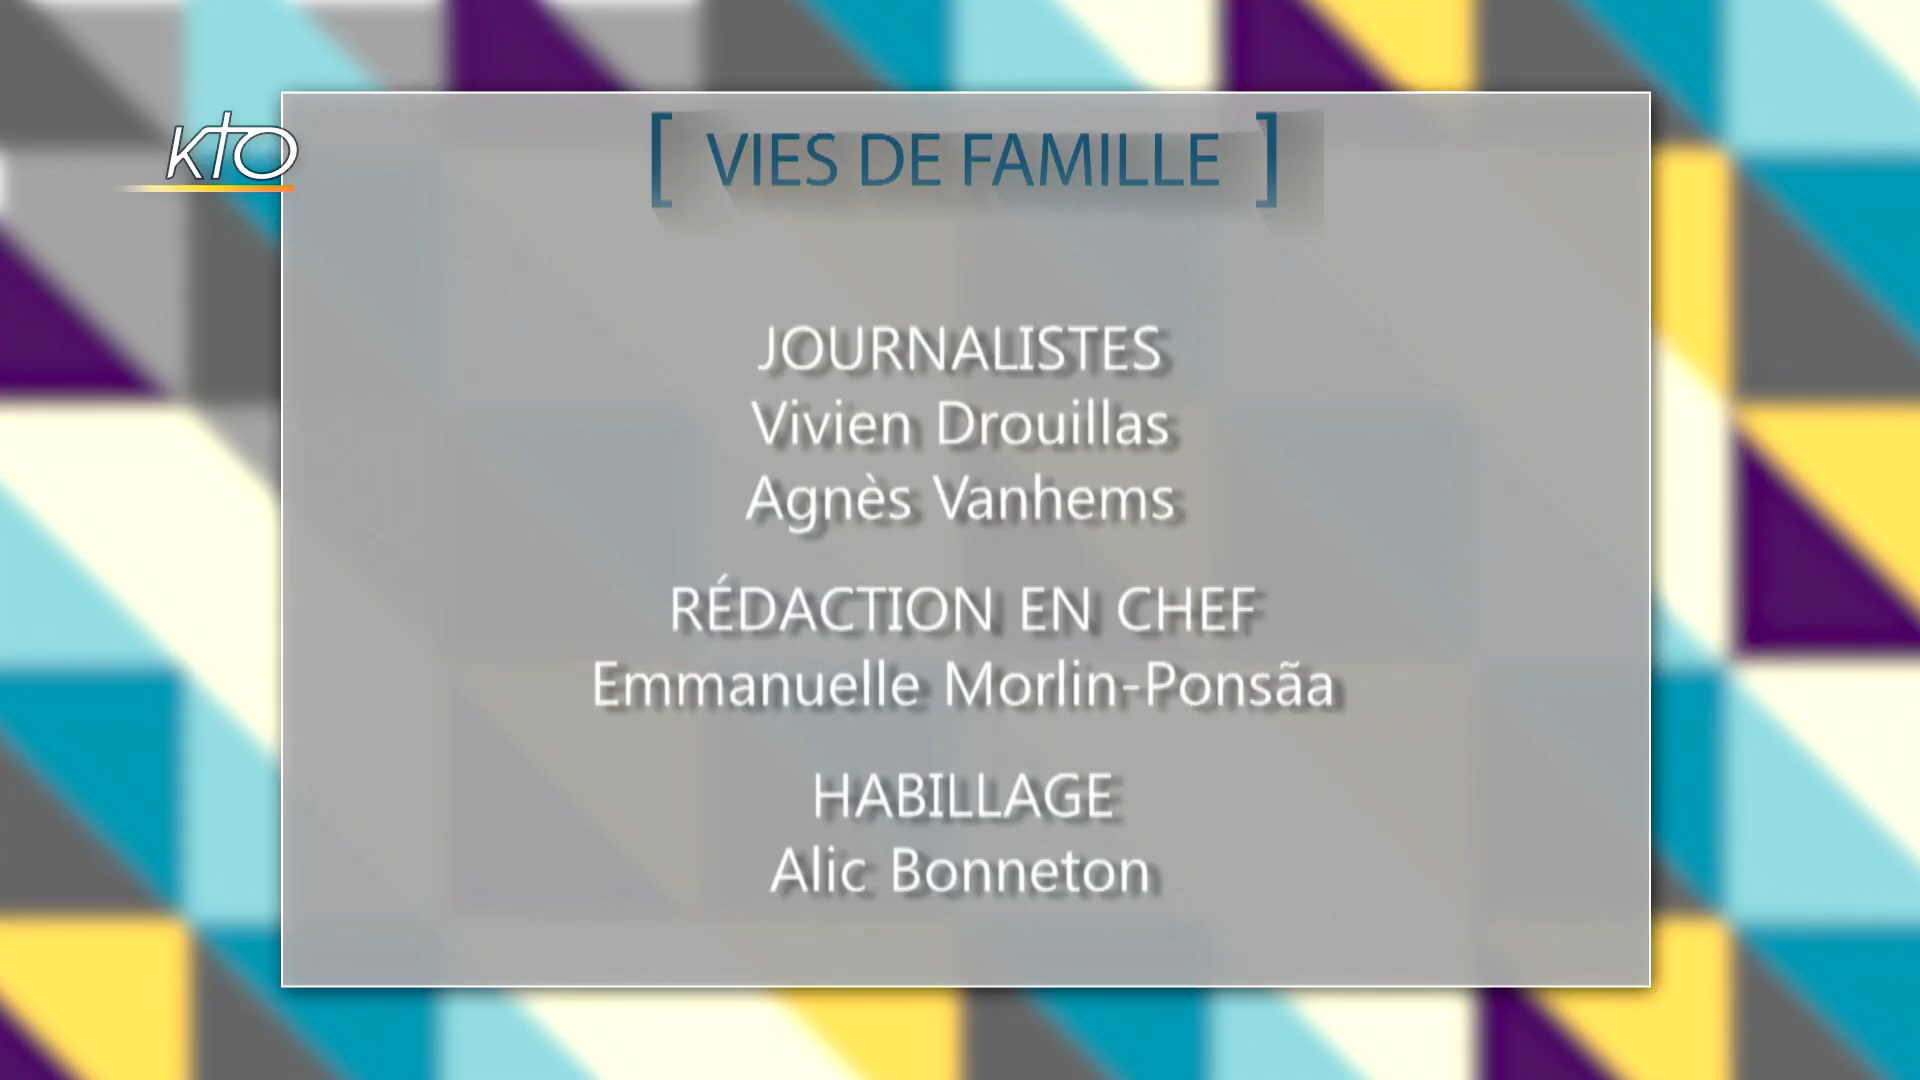 KTO
[ VIES DE FAMILLE ]
JOURNALISTES
Vivien Drouillas
Agnès Vanhems
RÉDACTION EN CHEF
Emmanuelle Morlin-Ponsãa
HABILLAGE
Alic Bonneton